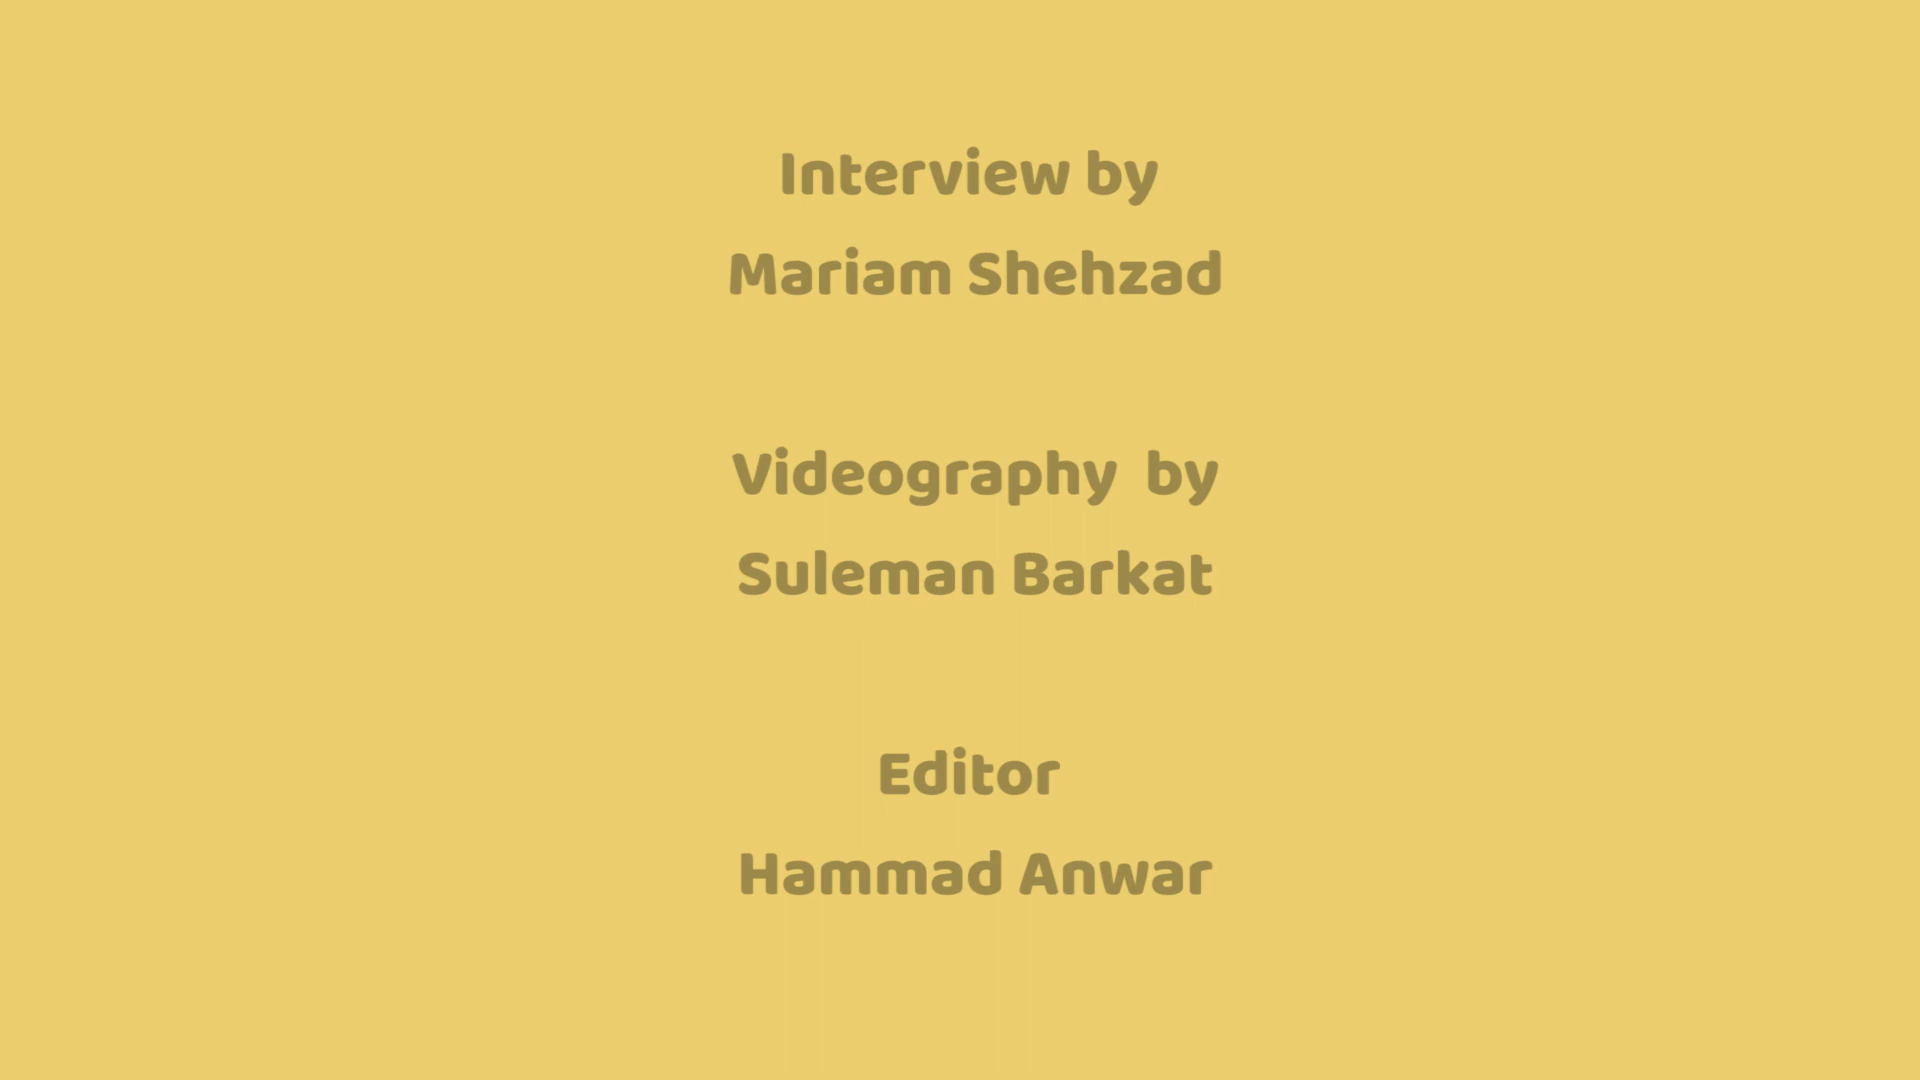 Interview by
Mariam Shehzad
Videography by
Suleman Barkat
Editor
Hammad Anwar